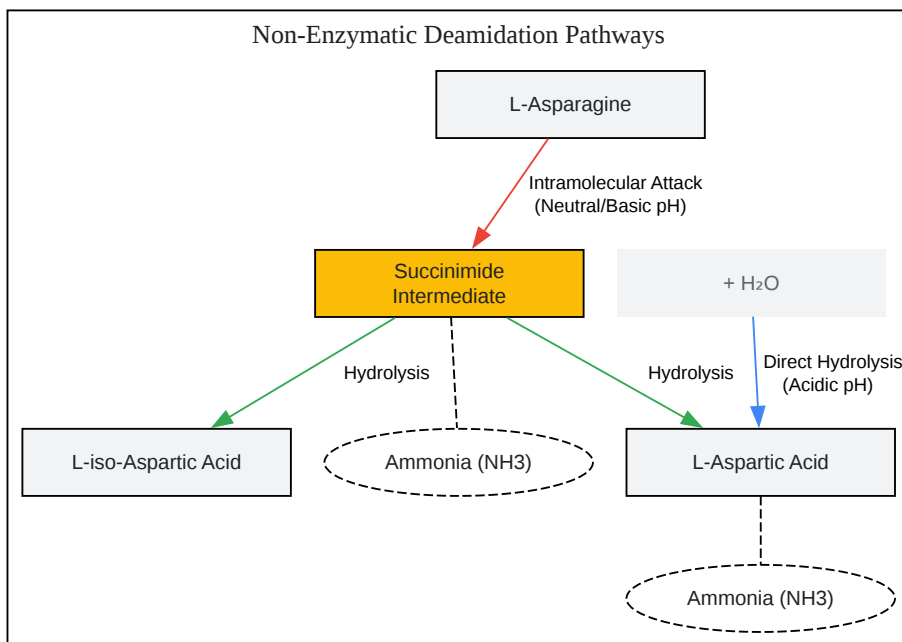 Non-Enzymatic Deamidation Pathways
L-Asparagine
Intramolecular Attack
(Neutral/Basic pH)
Succinimide
Intermediate
+ H₂O
Hydrolysis
Hydrolysis
Direct Hydrolysis
(Acidic pH)
L-iso-Aspartic Acid
Ammonia (NH3)
L-Aspartic Acid
Ammonia (NH3)